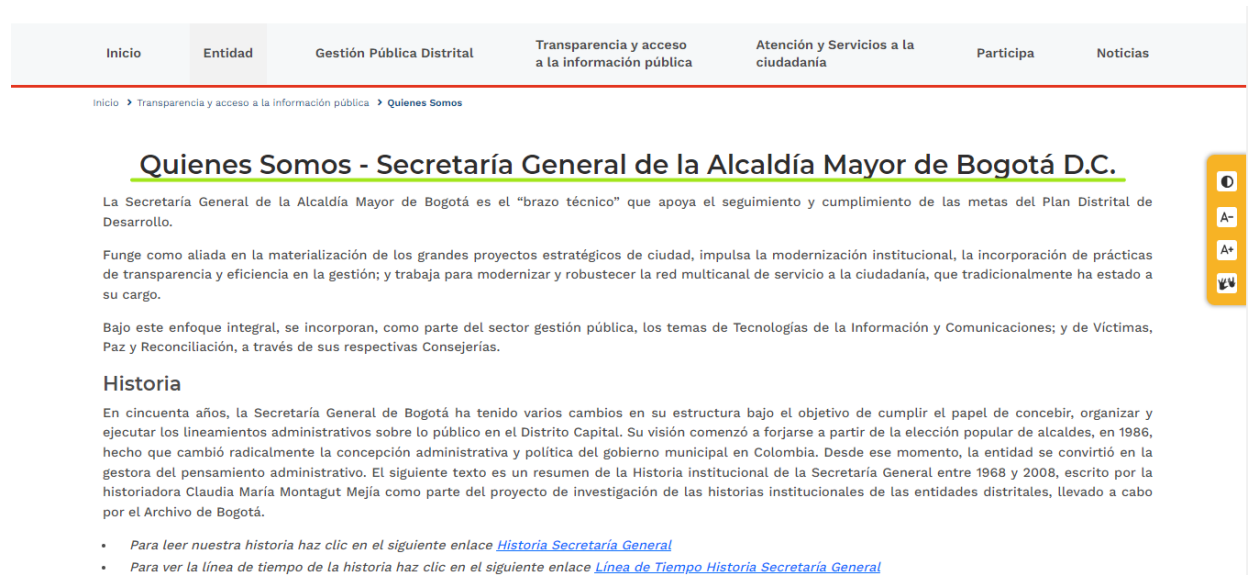 Inicio
Entidad
Gestión Pública Distrital
Transparencia y acceso
a la información pública
Atención y Servicios a la
ciudadanía
Participa
Noticias
Inicio > Transparencia y acceso a la información pública > Quienes Somos
Quienes Somos - Secretaría General de la Alcaldía Mayor de Bogotá D.C.
La Secretaría General de la Alcaldía Mayor de Bogotá es el “brazo técnico” que apoya el seguimiento y cumplimiento de las metas del Plan Distrital de
Desarrollo.
Funge como aliada en la materialización de los grandes proyectos estratégicos de ciudad, impulsa la modernización institucional, la incorporación de prácticas
de transparencia y eficiencia en la gestión; y trabaja para modernizar y robustecer la red multicanal de servicio a la ciudadanía, que tradicionalmente ha estado a
su cargo.
Bajo este enfoque integral, se incorporan, como parte del sector gestión pública, los temas de Tecnologías de la Información y Comunicaciones; y de Víctimas,
Paz y Reconciliación, a través de sus respectivas Consejerías.
Historia
En cincuenta años, la Secretaría General de Bogotá ha tenido varios cambios en su estructura bajo el objetivo de cumplir el papel de concebir, organizar y
ejecutar los lineamientos administrativos sobre lo público en el Distrito Capital. Su visión comenzó a forjarse a partir de la elección popular de alcaldes, en 1986,
hecho que cambió radicalmente la concepción administrativa y política del gobierno municipal en Colombia. Desde ese momento, la entidad se convirtió en la
gestora del pensamiento administrativo. El siguiente texto es un resumen de la Historia institucional de la Secretaría General entre 1968 y 2008, escrito por la
historiadora Claudia María Montagut Mejía como parte del proyecto de investigación de las historias institucionales de las entidades distritales, llevado a cabo
por el Archivo de Bogotá.
• Para leer nuestra historia haz clic en el siguiente enlace Historia Secretaría General
• Para ver la línea de tiempo de la historia haz clic en el siguiente enlace Línea de Tiempo Historia Secretaría General
A-
A+